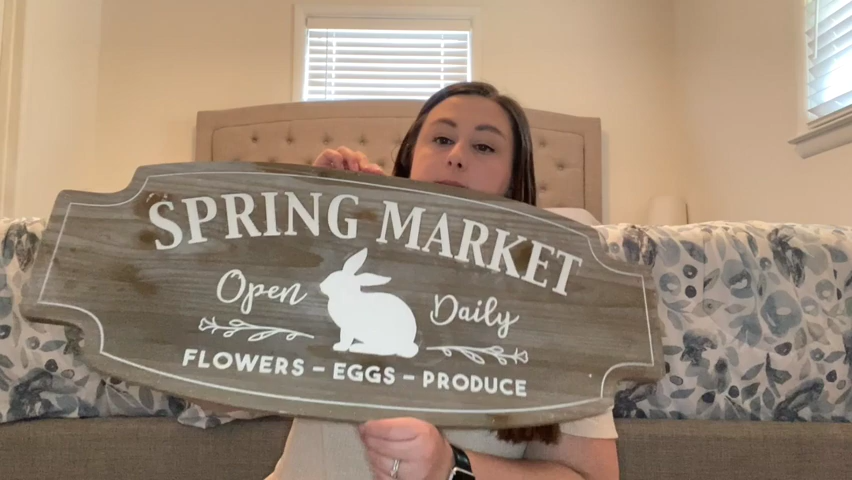 SPRING MARKET
Open Daily
FLOWERS – EGGS – PRODUCE